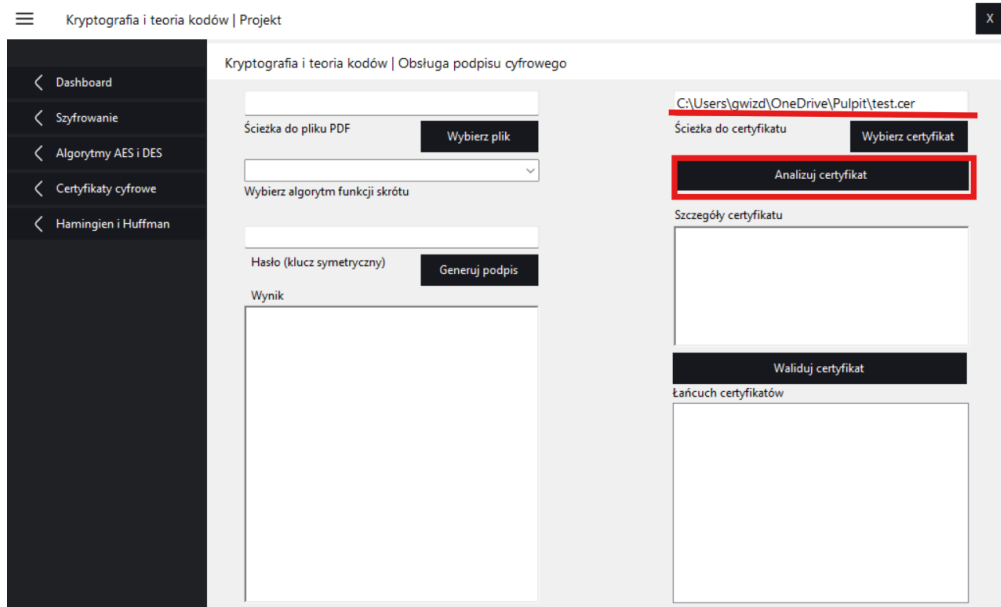 Kryptografia i teoria kodów | Projekt
X
Dashboard
Szyfrowanie
Algorytmy AES i DES
Certyfikaty cyfrowe
Hamingien i Huffman
Kryptografia i teoria kodów | Obsługa podpisu cyfrowego
Ścieżka do pliku PDF
Wybierz plik
Wybierz algorytm funkcji skrótu
Hasło (klucz symetryczny)
Generuj podpis
Wynik
C:\Users\gwizd\OneDrive\Pulpit\test.cer
Ścieżka do certyfikatu
Wybierz certyfikat
Analizuj certyfikat
Szczegóły certyfikatu
Waliduj certyfikat
Łańcuch certyfikatów